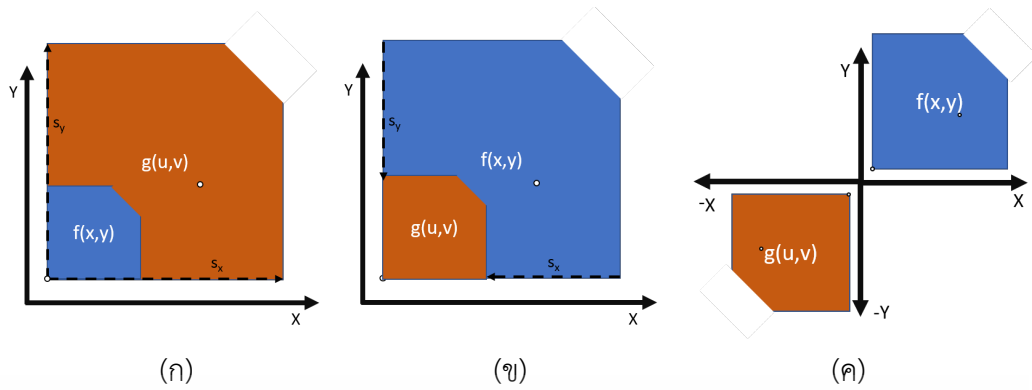 Y
s_y
g(u,v)
f(x,y)
s_x
X
(ก)
Y
s_y
f(x,y)
g(u,v)
s_x
X
(ข)
Y
f(x,y)
-X
X
g(u,v)
-Y
(ค)